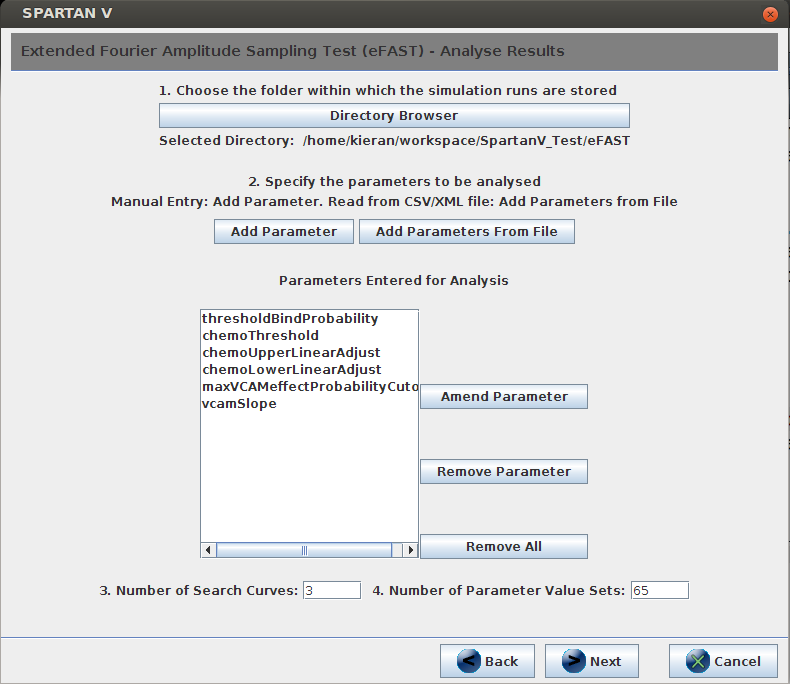 SPARTAN V
Extended Fourier Amplitude Sampling Test (eFAST) - Analyse Results
1. Choose the folder within which the simulation runs are stored
Directory Browser
Selected Directory: /home/kieran/workspace/SpartanV_Test/eFAST
2. Specify the parameters to be analysed
Manual Entry: Add Parameter. Read from CSV/XML file: Add Parameters from File
Add Parameter Add Parameters From File
Parameters Entered for Analysis
thresholdBindProbability
chemoThreshold
chemoUpperLinearAdjust
chemoLowerLinearAdjust
maxVCAMeffectProbabilityCuto
vcamSlope
Amend Parameter
Remove Parameter
Remove All
3. Number of Search Curves: 3 4. Number of Parameter Value Sets: 65
Back Next Cancel